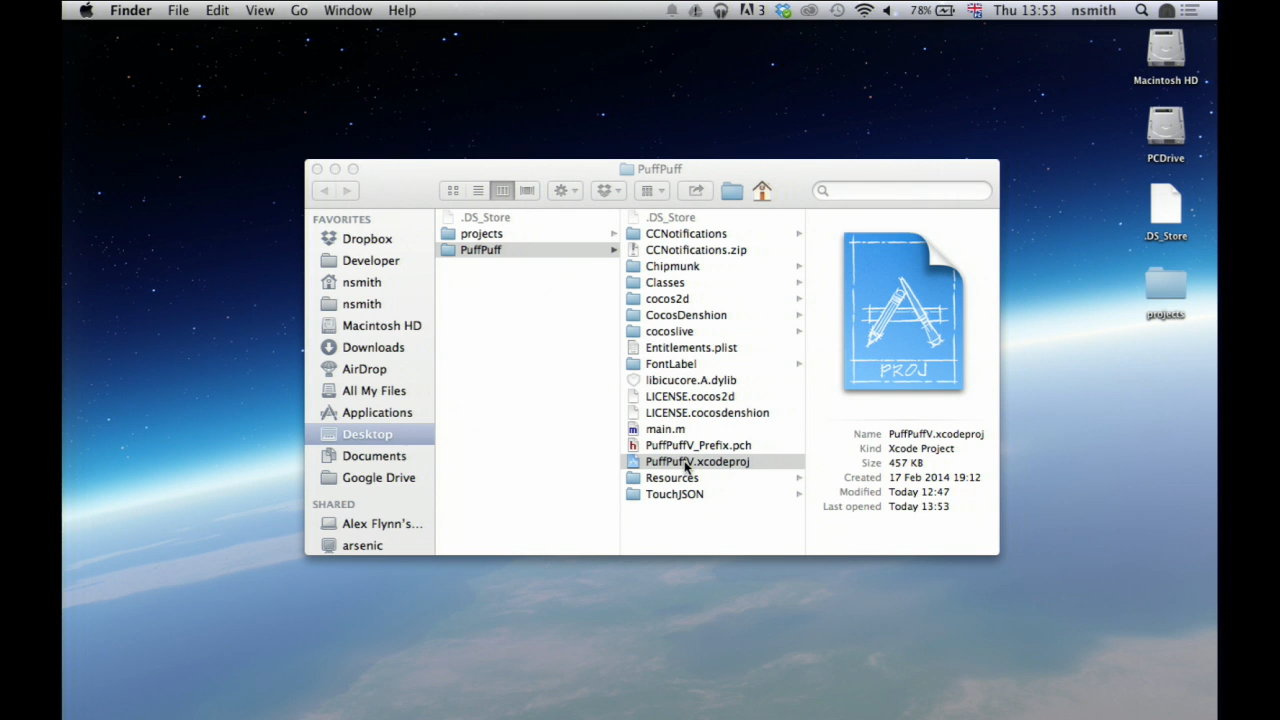 Finder File Edit View Go Window Help 3 78% Thu 13:53 nsmith
Macintosh HD
PCDrive
.DS_Store
projects
PuffPuff
FAVORITES
Dropbox
Developer
nsmith
nsmith
Macintosh HD
Downloads
AirDrop
All My Files
Applications
Desktop
Documents
Google Drive
SHARED
Alex Flynn's...
arsenic
.DS_Store
projects
PuffPuff
.DS_Store
CCNotifications
CCNotifications.zip
Chipmunk
Classes
cocos2d
CocosDenshion
cocoslive
Entitlements.plist
FontLabel
libicucore.A.dylib
LICENSE.cocos2d
LICENSE.cocosdenshion
main.m
PuffPuffV_Prefix.pch
PuffPuffV.xcodeproj
Resources
TouchJSON
PROJ
Name PuffPuffV.xcodeproj
Kind Xcode Project
Size 457 KB
Created 17 Feb 2014 19:12
Modified Today 12:47
Last opened Today 13:53